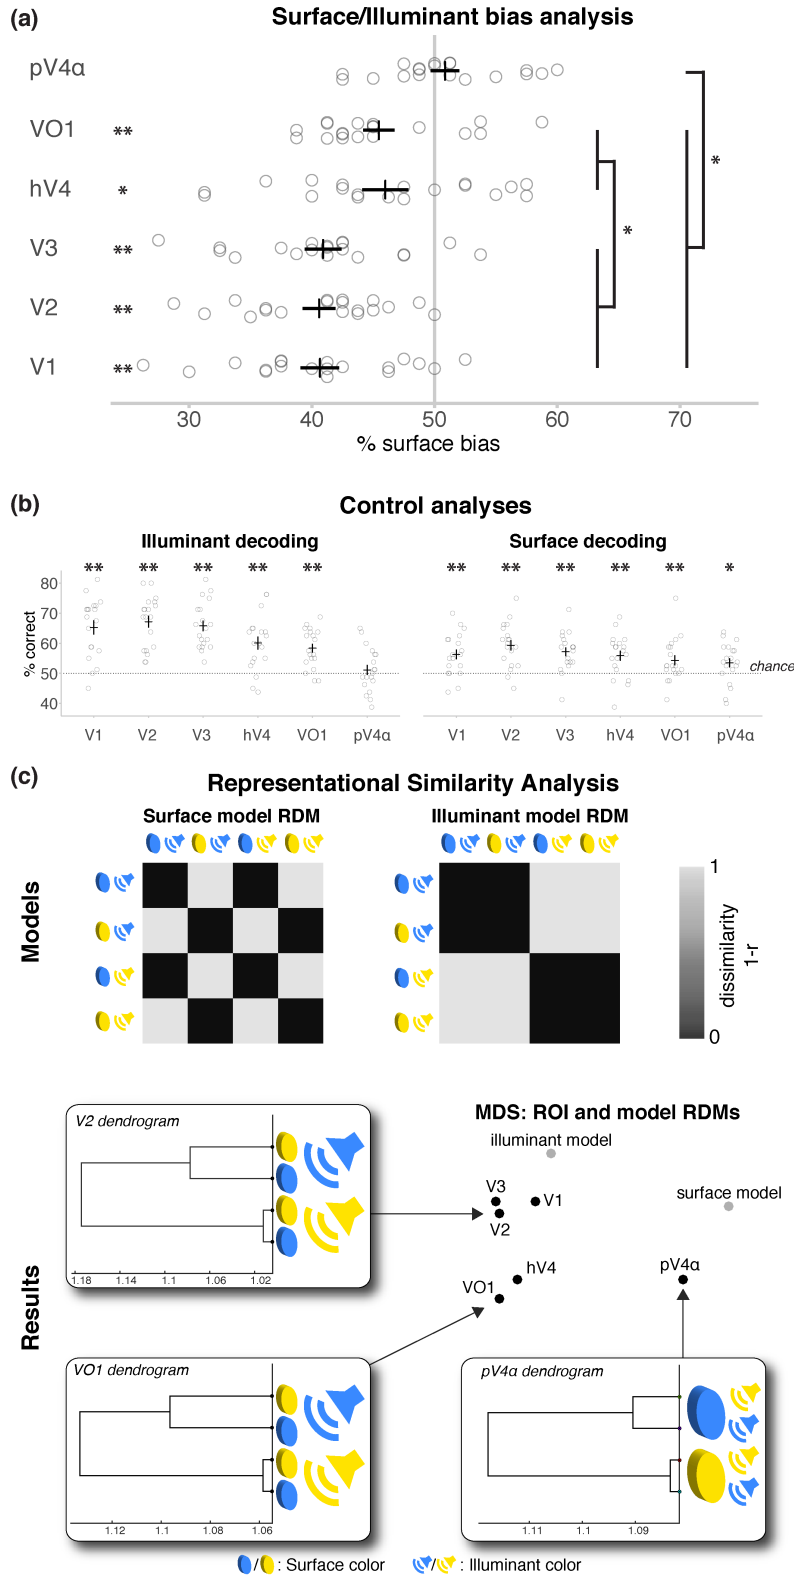 (a)
Surface/Illuminant bias analysis
pV4α
VO1 **
hV4 *
V3 **
V2 **
V1 **
*
*
30 40 50 60 70
% surface bias
(b)
Control analyses
Illuminant decoding
Surface decoding
** ** ** ** **
** ** ** ** ** *
% correct
80
70
60
50
40
chance
V1 V2 V3 hV4 VO1 pV4α
V1 V2 V3 hV4 VO1 pV4α
(c)
Representational Similarity Analysis
Surface model RDM
Illuminant model RDM
Models
1
0
dissimilarity
1-r
Results
V2 dendrogram
1.18 1.14 1.1 1.06 1.02
MDS: ROI and model RDMs
illuminant model
surface model
V3
V1
V2
hV4
VO1
pV4α
VO1 dendrogram
1.12 1.1 1.08 1.06
pV4α dendrogram
1.11 1.1 1.09
/ : Surface color
/ : Illuminant color